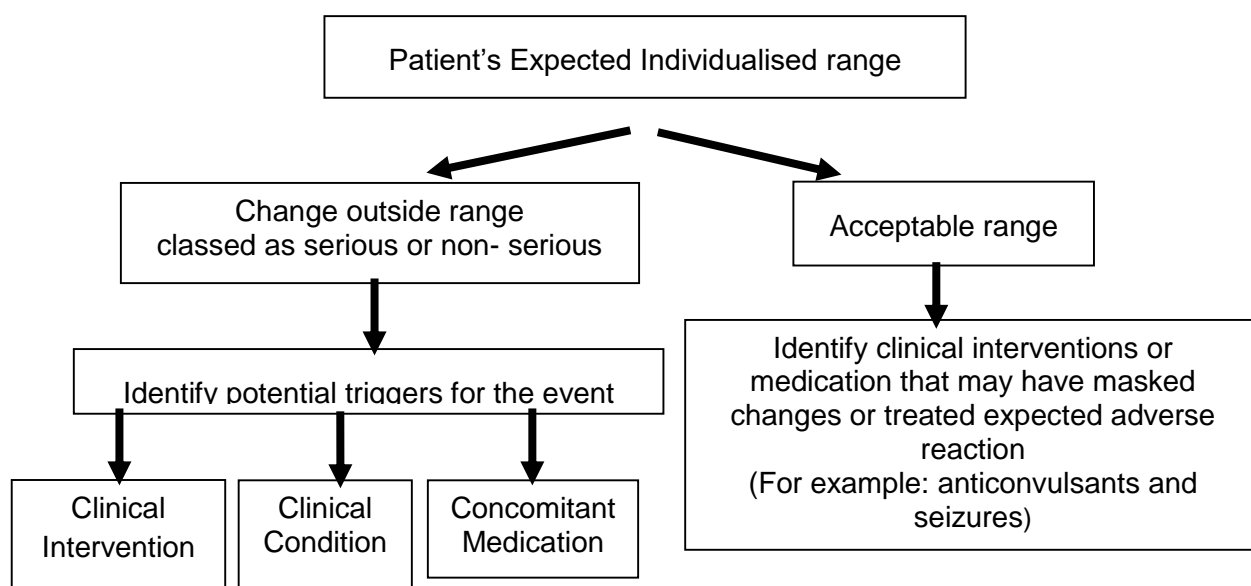 Patient’s Expected Individualised range
Change outside range
classed as serious or non- serious
Acceptable range
Identify potential triggers for the event
Identify clinical interventions or
medication that may have masked
changes or treated expected adverse
reaction
(For example: anticonvulsants and
seizures)
Clinical
Intervention
Clinical
Condition
Concomitant
Medication